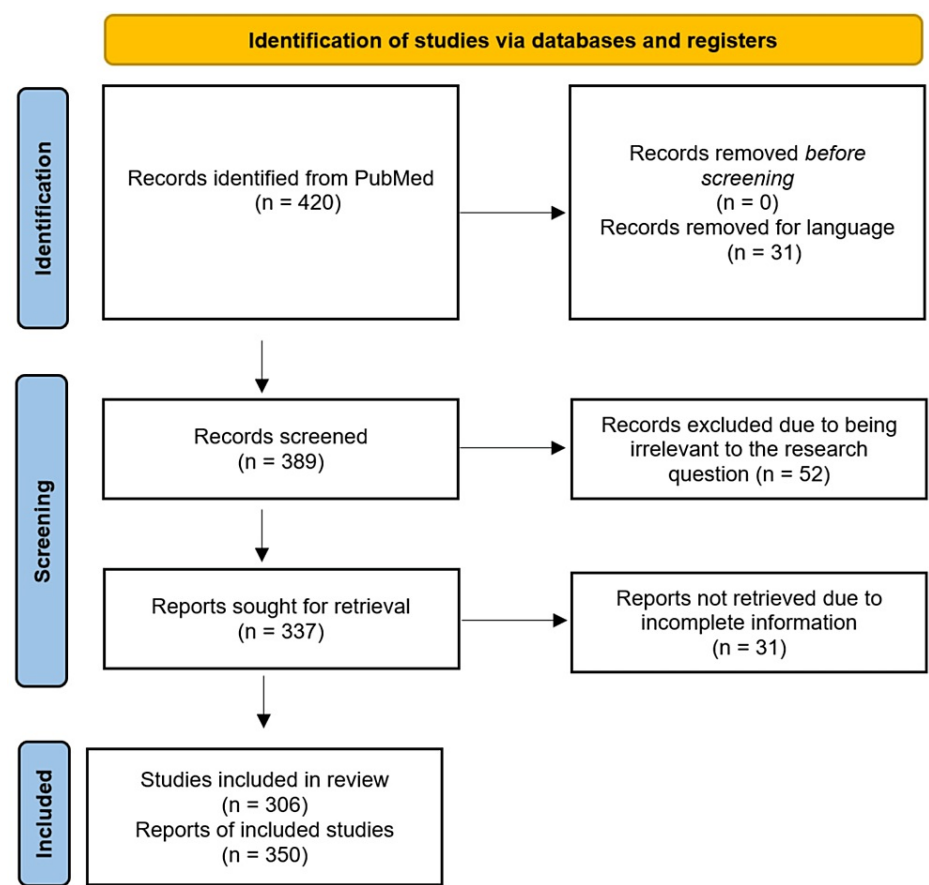 Identification of studies via databases and registers
Identification
Records identified from PubMed
(n = 420)
Records removed before
screening
(n = 0)
Records removed for language
(n = 31)
Screening
Records screened
(n = 389)
Records excluded due to being
irrelevant to the research
question (n = 52)
Reports sought for retrieval
(n = 337)
Reports not retrieved due to
incomplete information
(n = 31)
Included
Studies included in review
(n = 306)
Reports of included studies
(n = 350)